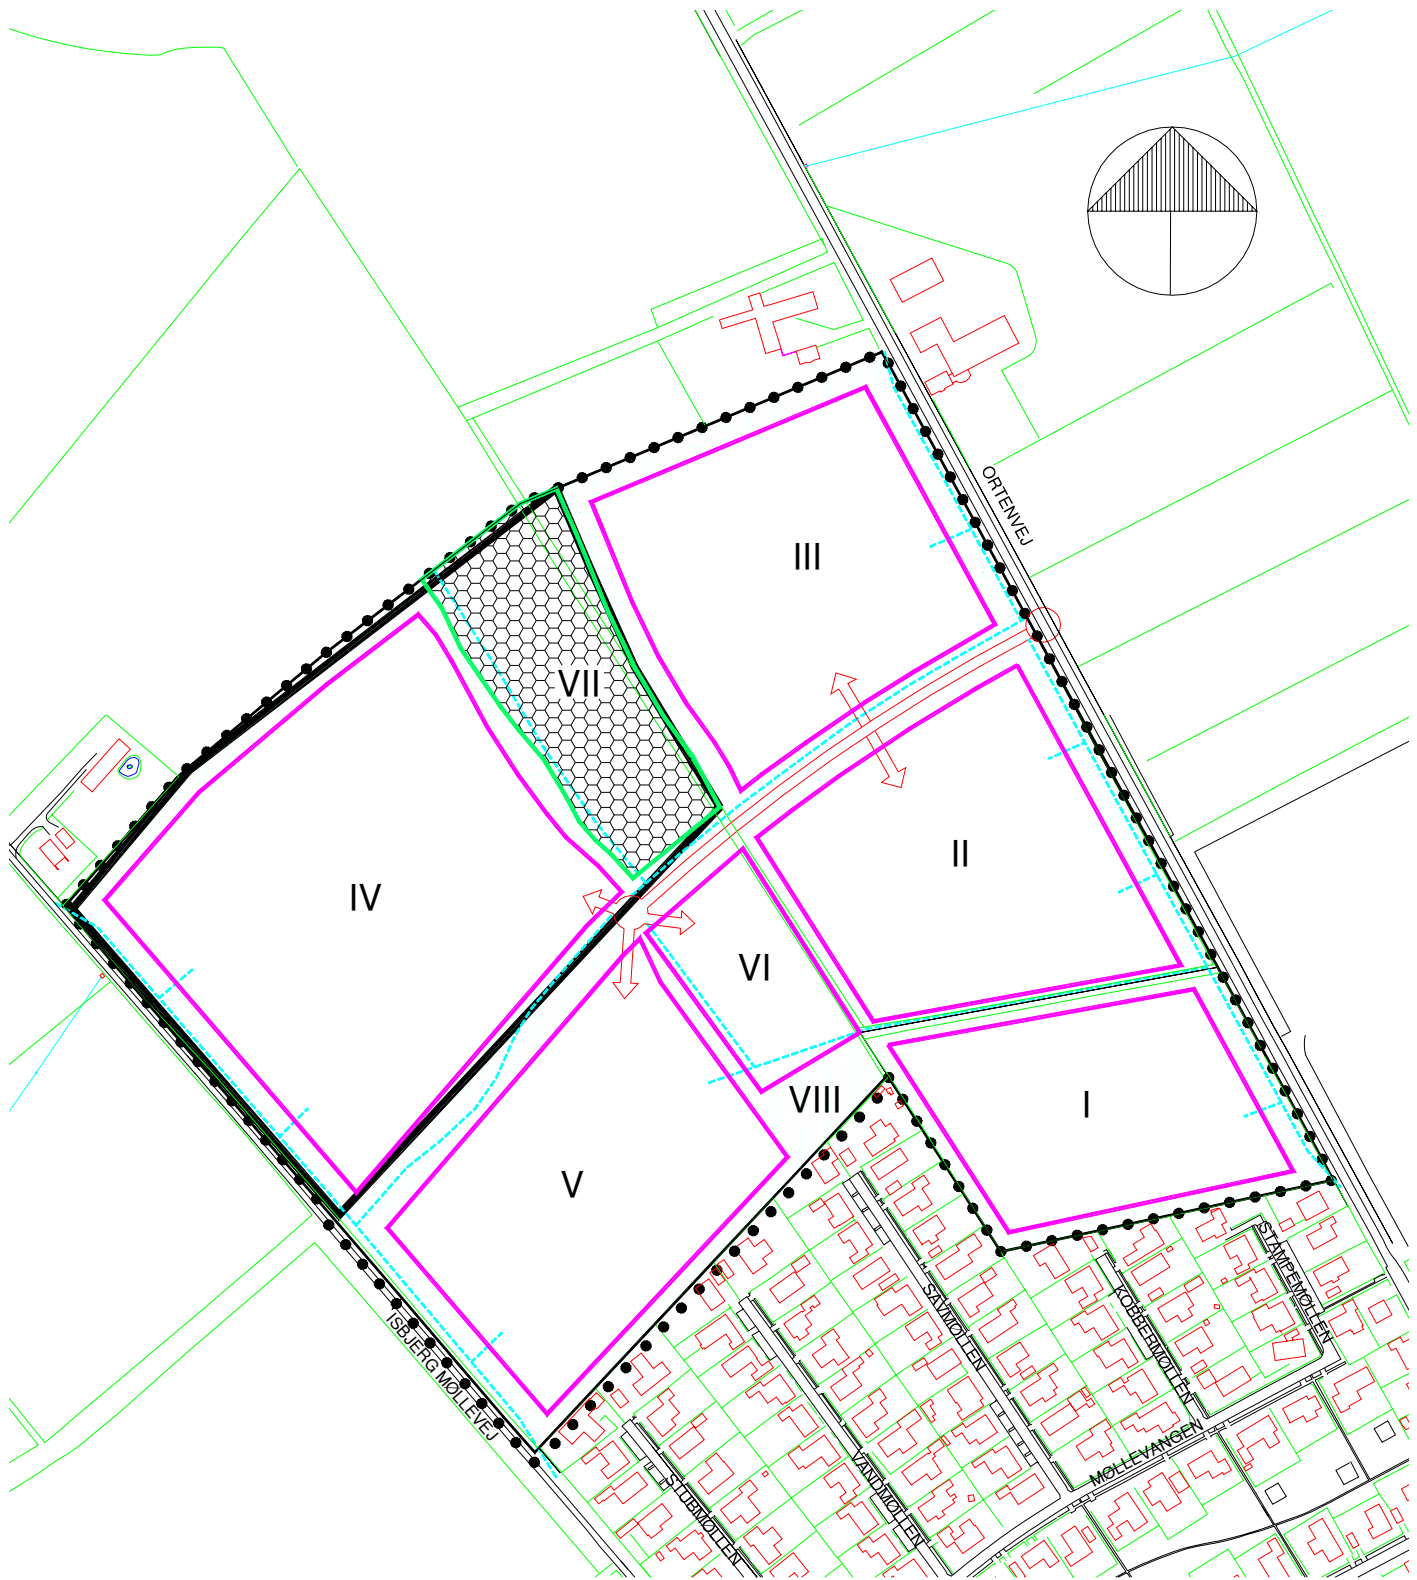 ORTENVEJ
III
VII
II
IV
VI
VIII
I
V
STAMPEMØLLEN
SAVMØLLEN
KOBBERMØLLEN
ISBJERG MØLLEVEJ
MØLLEVANGEN
VANDMØLLEN
STUBMØLLEN